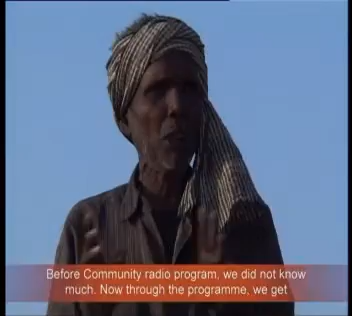 Before Community radio program, we did not know
much. Now through the programme, we get